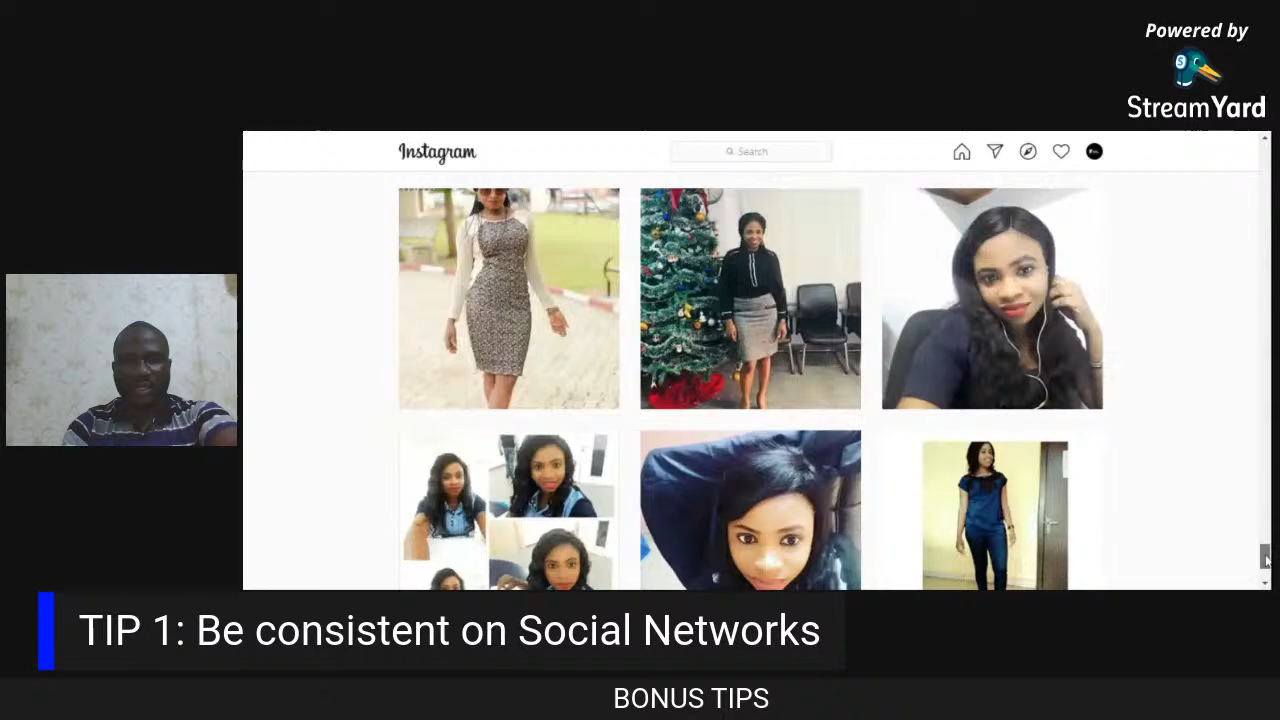 Powered by
StreamYard
Instagram
Search
TIP 1: Be consistent on Social Networks
BONUS TIPS